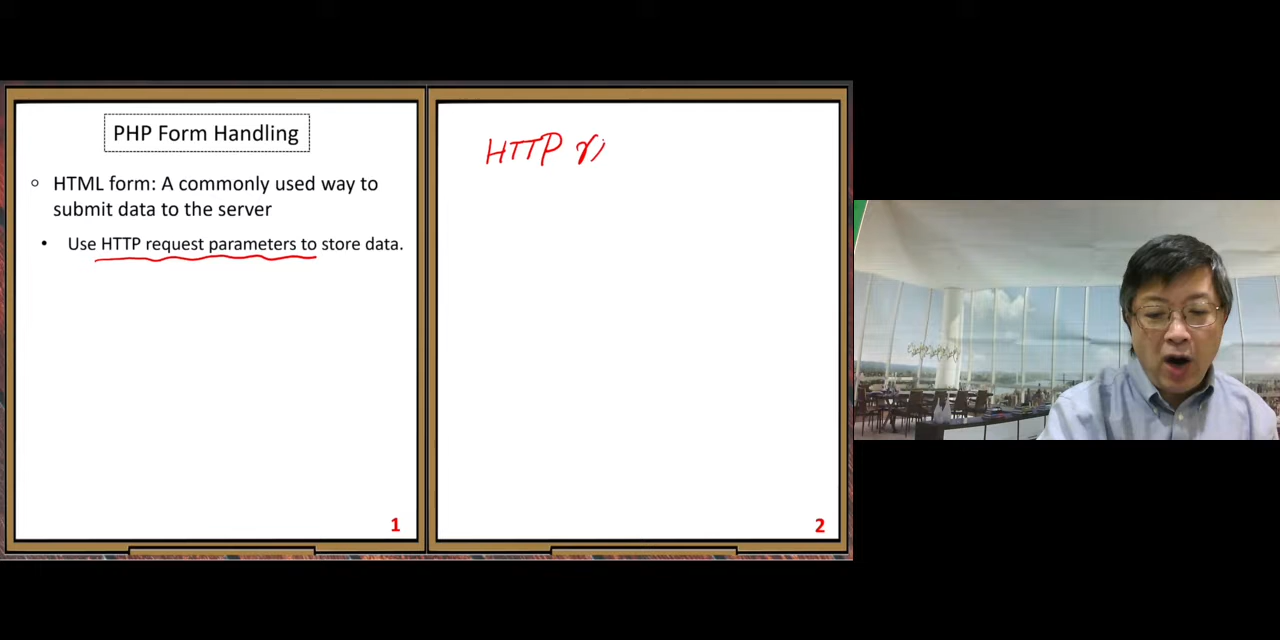 PHP Form Handling
HTML form: A commonly used way to
submit data to the server
Use HTTP request parameters to store data.
1
HTTP
2